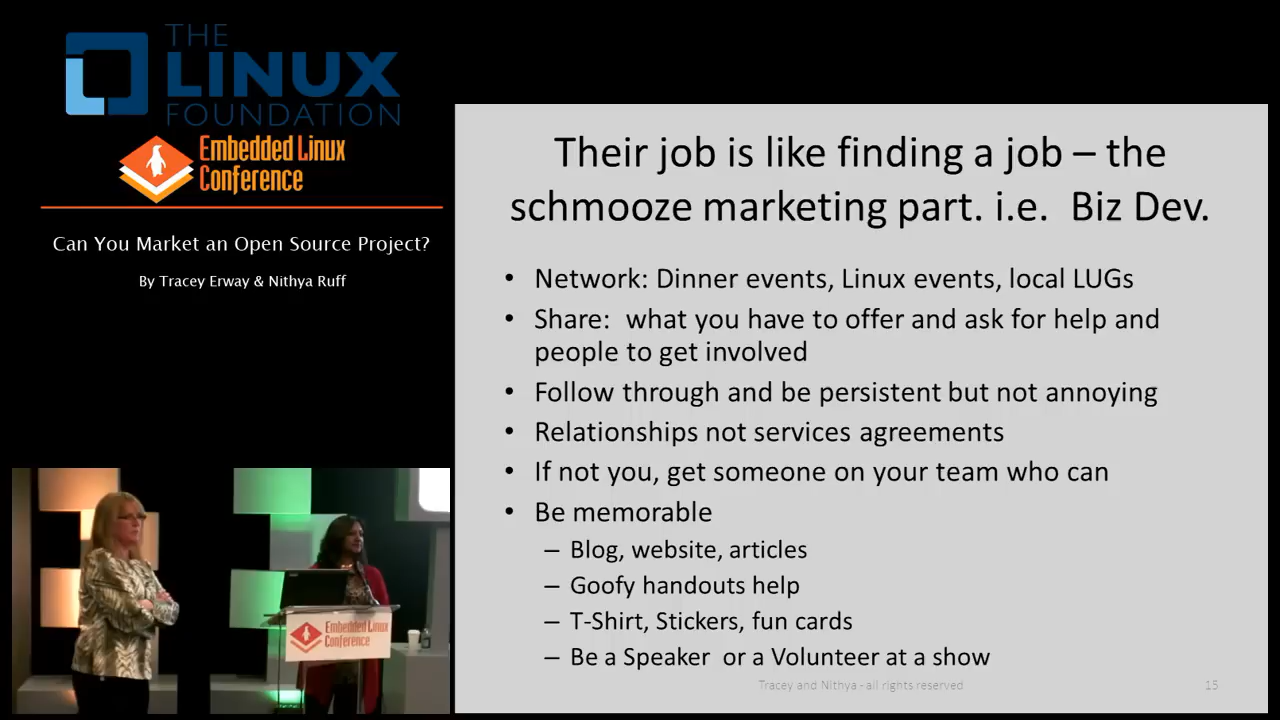 THE
LINUX
FOUNDATION
Embedded Linux
Conference
Can You Market an Open Source Project?
By Tracey Erway & Nithya Ruff
Their job is like finding a job – the
schmooze marketing part. i.e. Biz Dev.
• Network: Dinner events, Linux events, local LUGs
• Share: what you have to offer and ask for help and
people to get involved
• Follow through and be persistent but not annoying
• Relationships not services agreements
• If not you, get someone on your team who can
• Be memorable
– Blog, website, articles
– Goofy handouts help
– T-Shirt, Stickers, fun cards
– Be a Speaker or a Volunteer at a show
Tracey and Nithya - all rights reserved
15
Embedded Linux
Conference